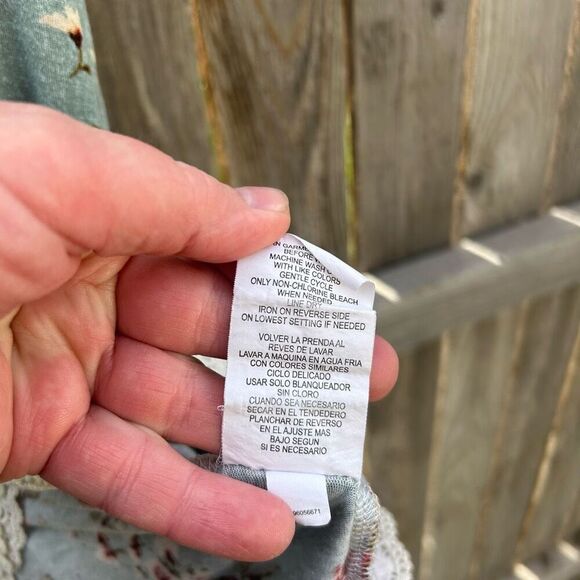 N GARME
BEFORE
MACHINE WASH
WITH LIKE COLORS
GENTLE CYCLE
ONLY NON-CHLORINE BLEACH
WHEN NEEDED
LINE DRY
IRON ON REVERSE SIDE
ON LOWEST SETTING IF NEEDED
VOLVER LA PRENDA AL
REVES DE LAVAR
LAVAR A MAQUINA EN AGUA FRIA
CON COLORES SIMILARES
CICLO DELICADO
USAR SOLO BLANQUEADOR
SIN CLORO
CUANDO SEA NECESARIO
SECAR EN EL TENDEDERO
PLANCHAR DE REVERSO
EN EL AJUSTE MAS
BAJO SEGUN
SI ES NECESARIO
96056671